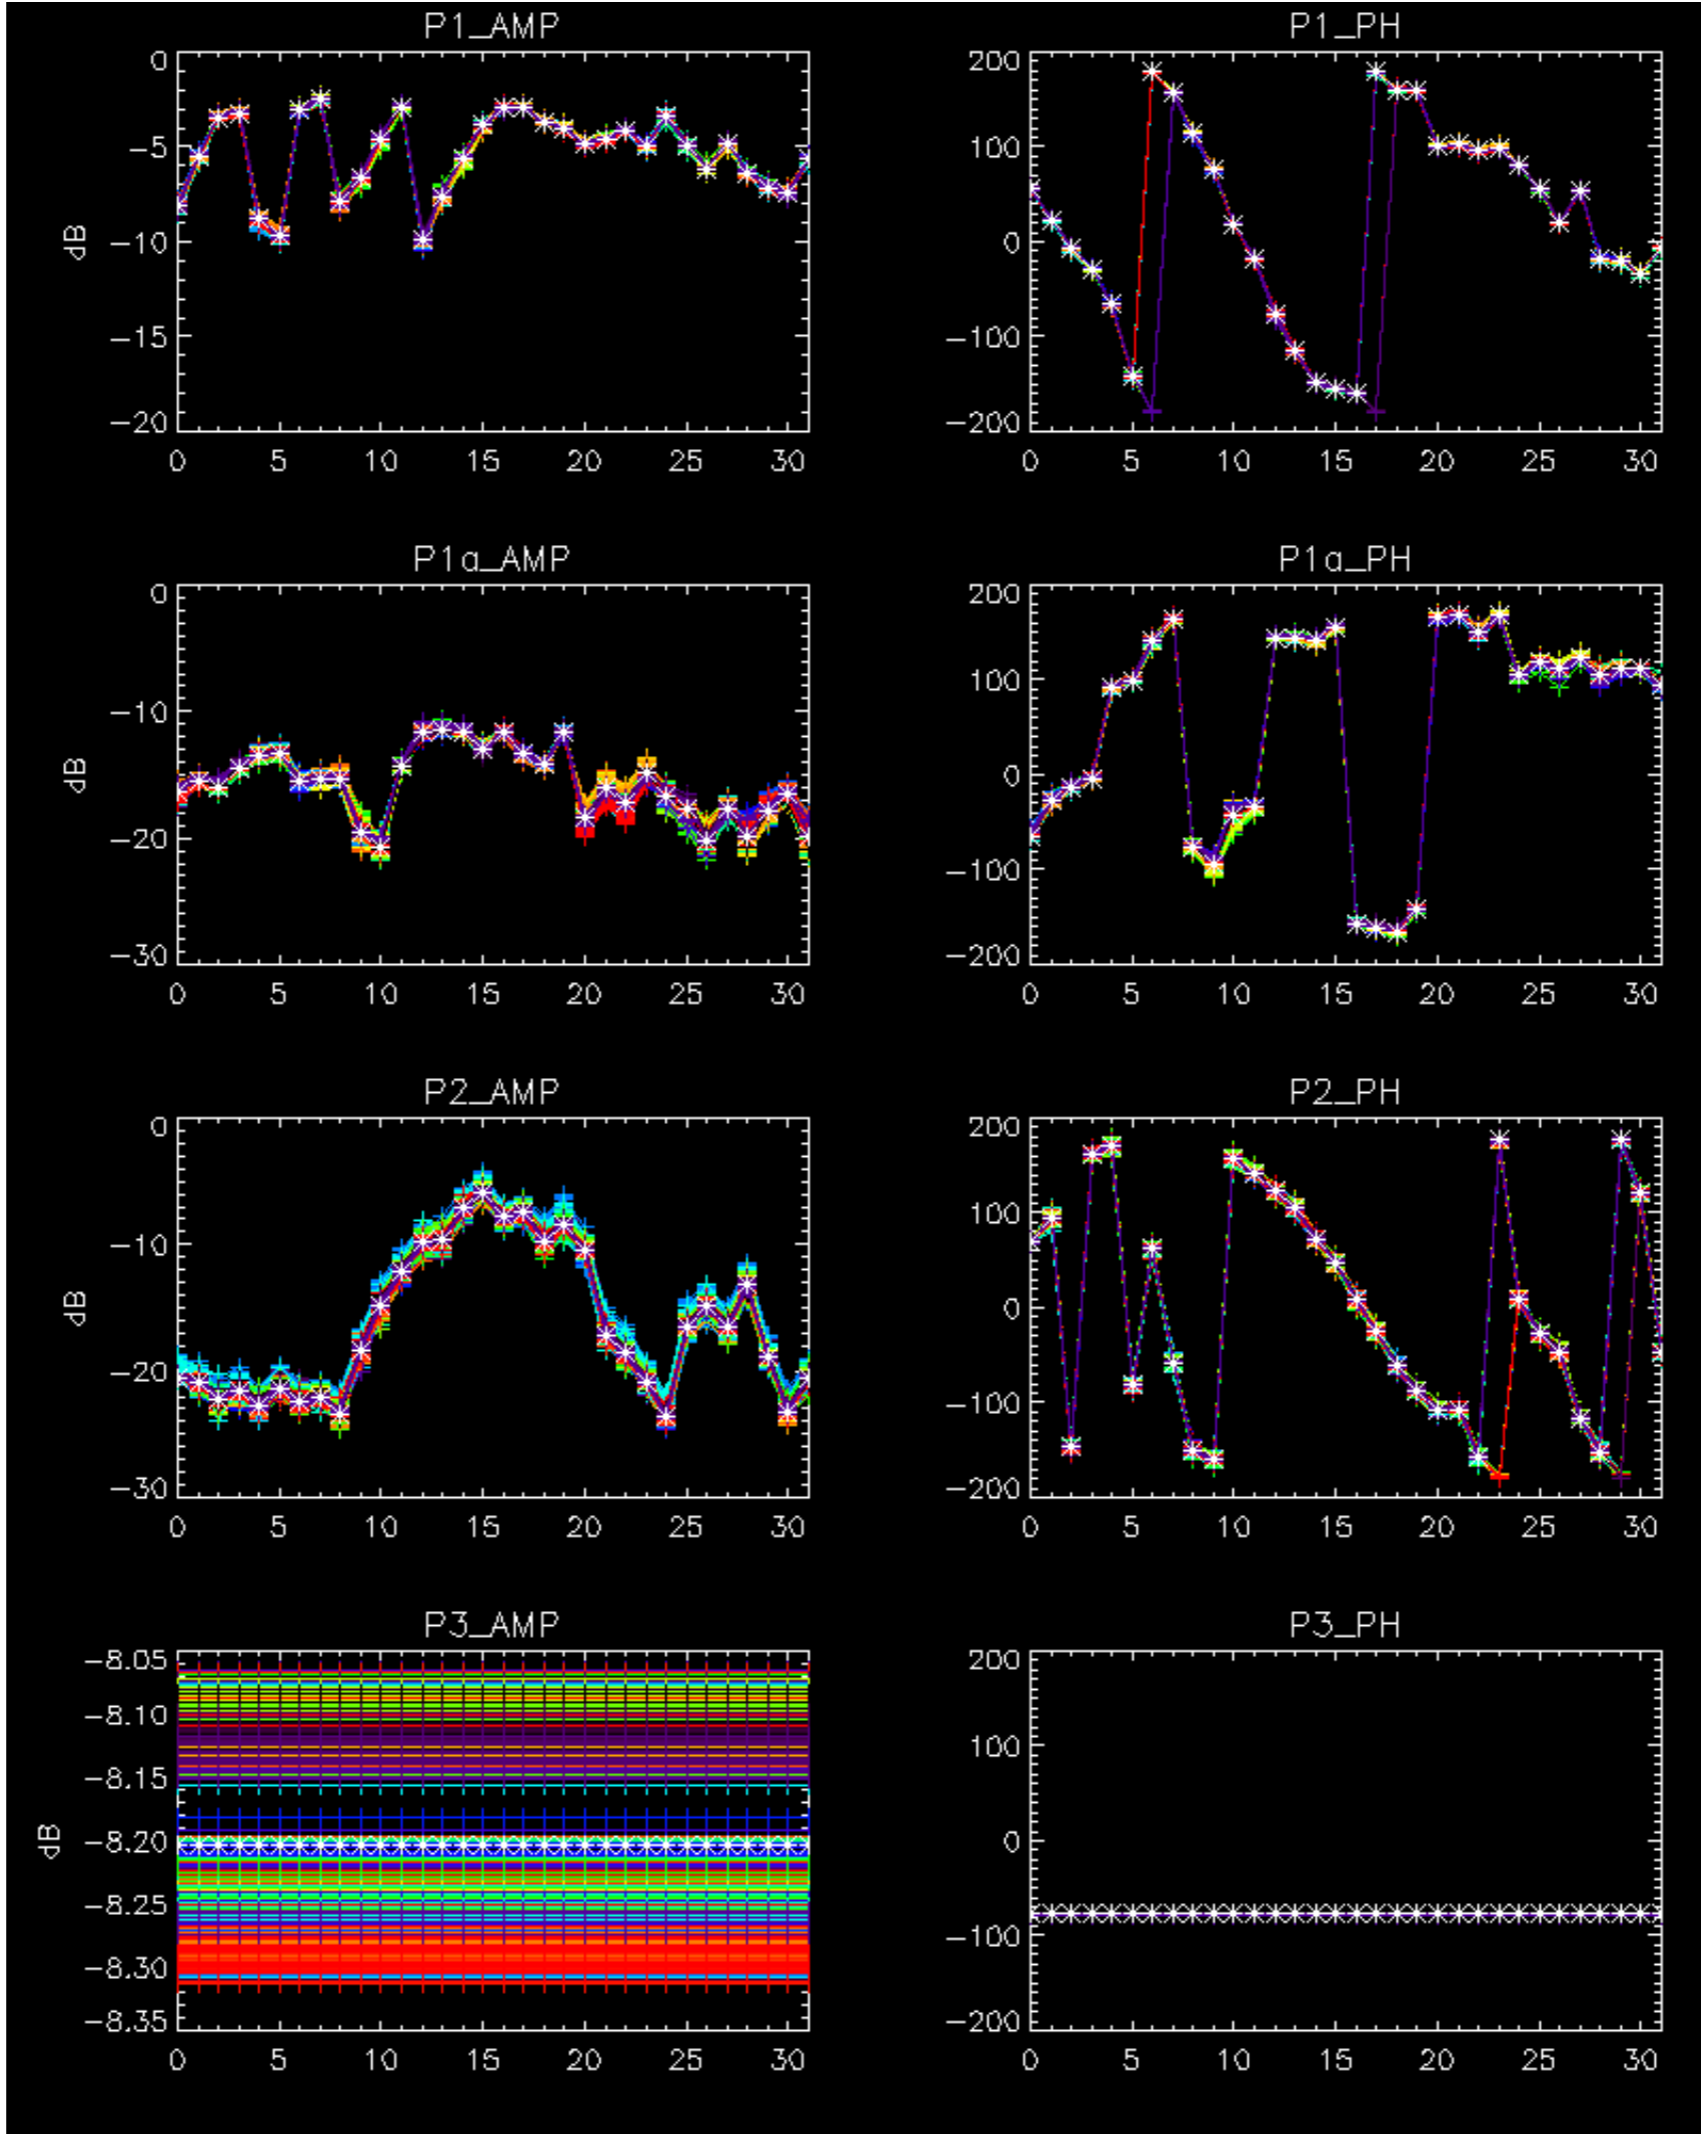 P1_AMP P1_PH
0 200
−5 100
dB −10 0
−15 −100
−20 −200
0 5 10 15 20 25 30 0 5 10 15 20 25 30
P1a_AMP P1a_PH
0 200
−10 100
dB 0
−20 −100
−30 −200
0 5 10 15 20 25 30 0 5 10 15 20 25 30
P2_AMP P2_PH
0 200
−10 100
dB 0
−20 −100
−30 −200
0 5 10 15 20 25 30 0 5 10 15 20 25 30
P3_AMP P3_PH
−8.05 200
−8.10 100
−8.15
dB −8.20 0
−8.25 −100
−8.30
−8.35 −200
0 5 10 15 20 25 30 0 5 10 15 20 25 30